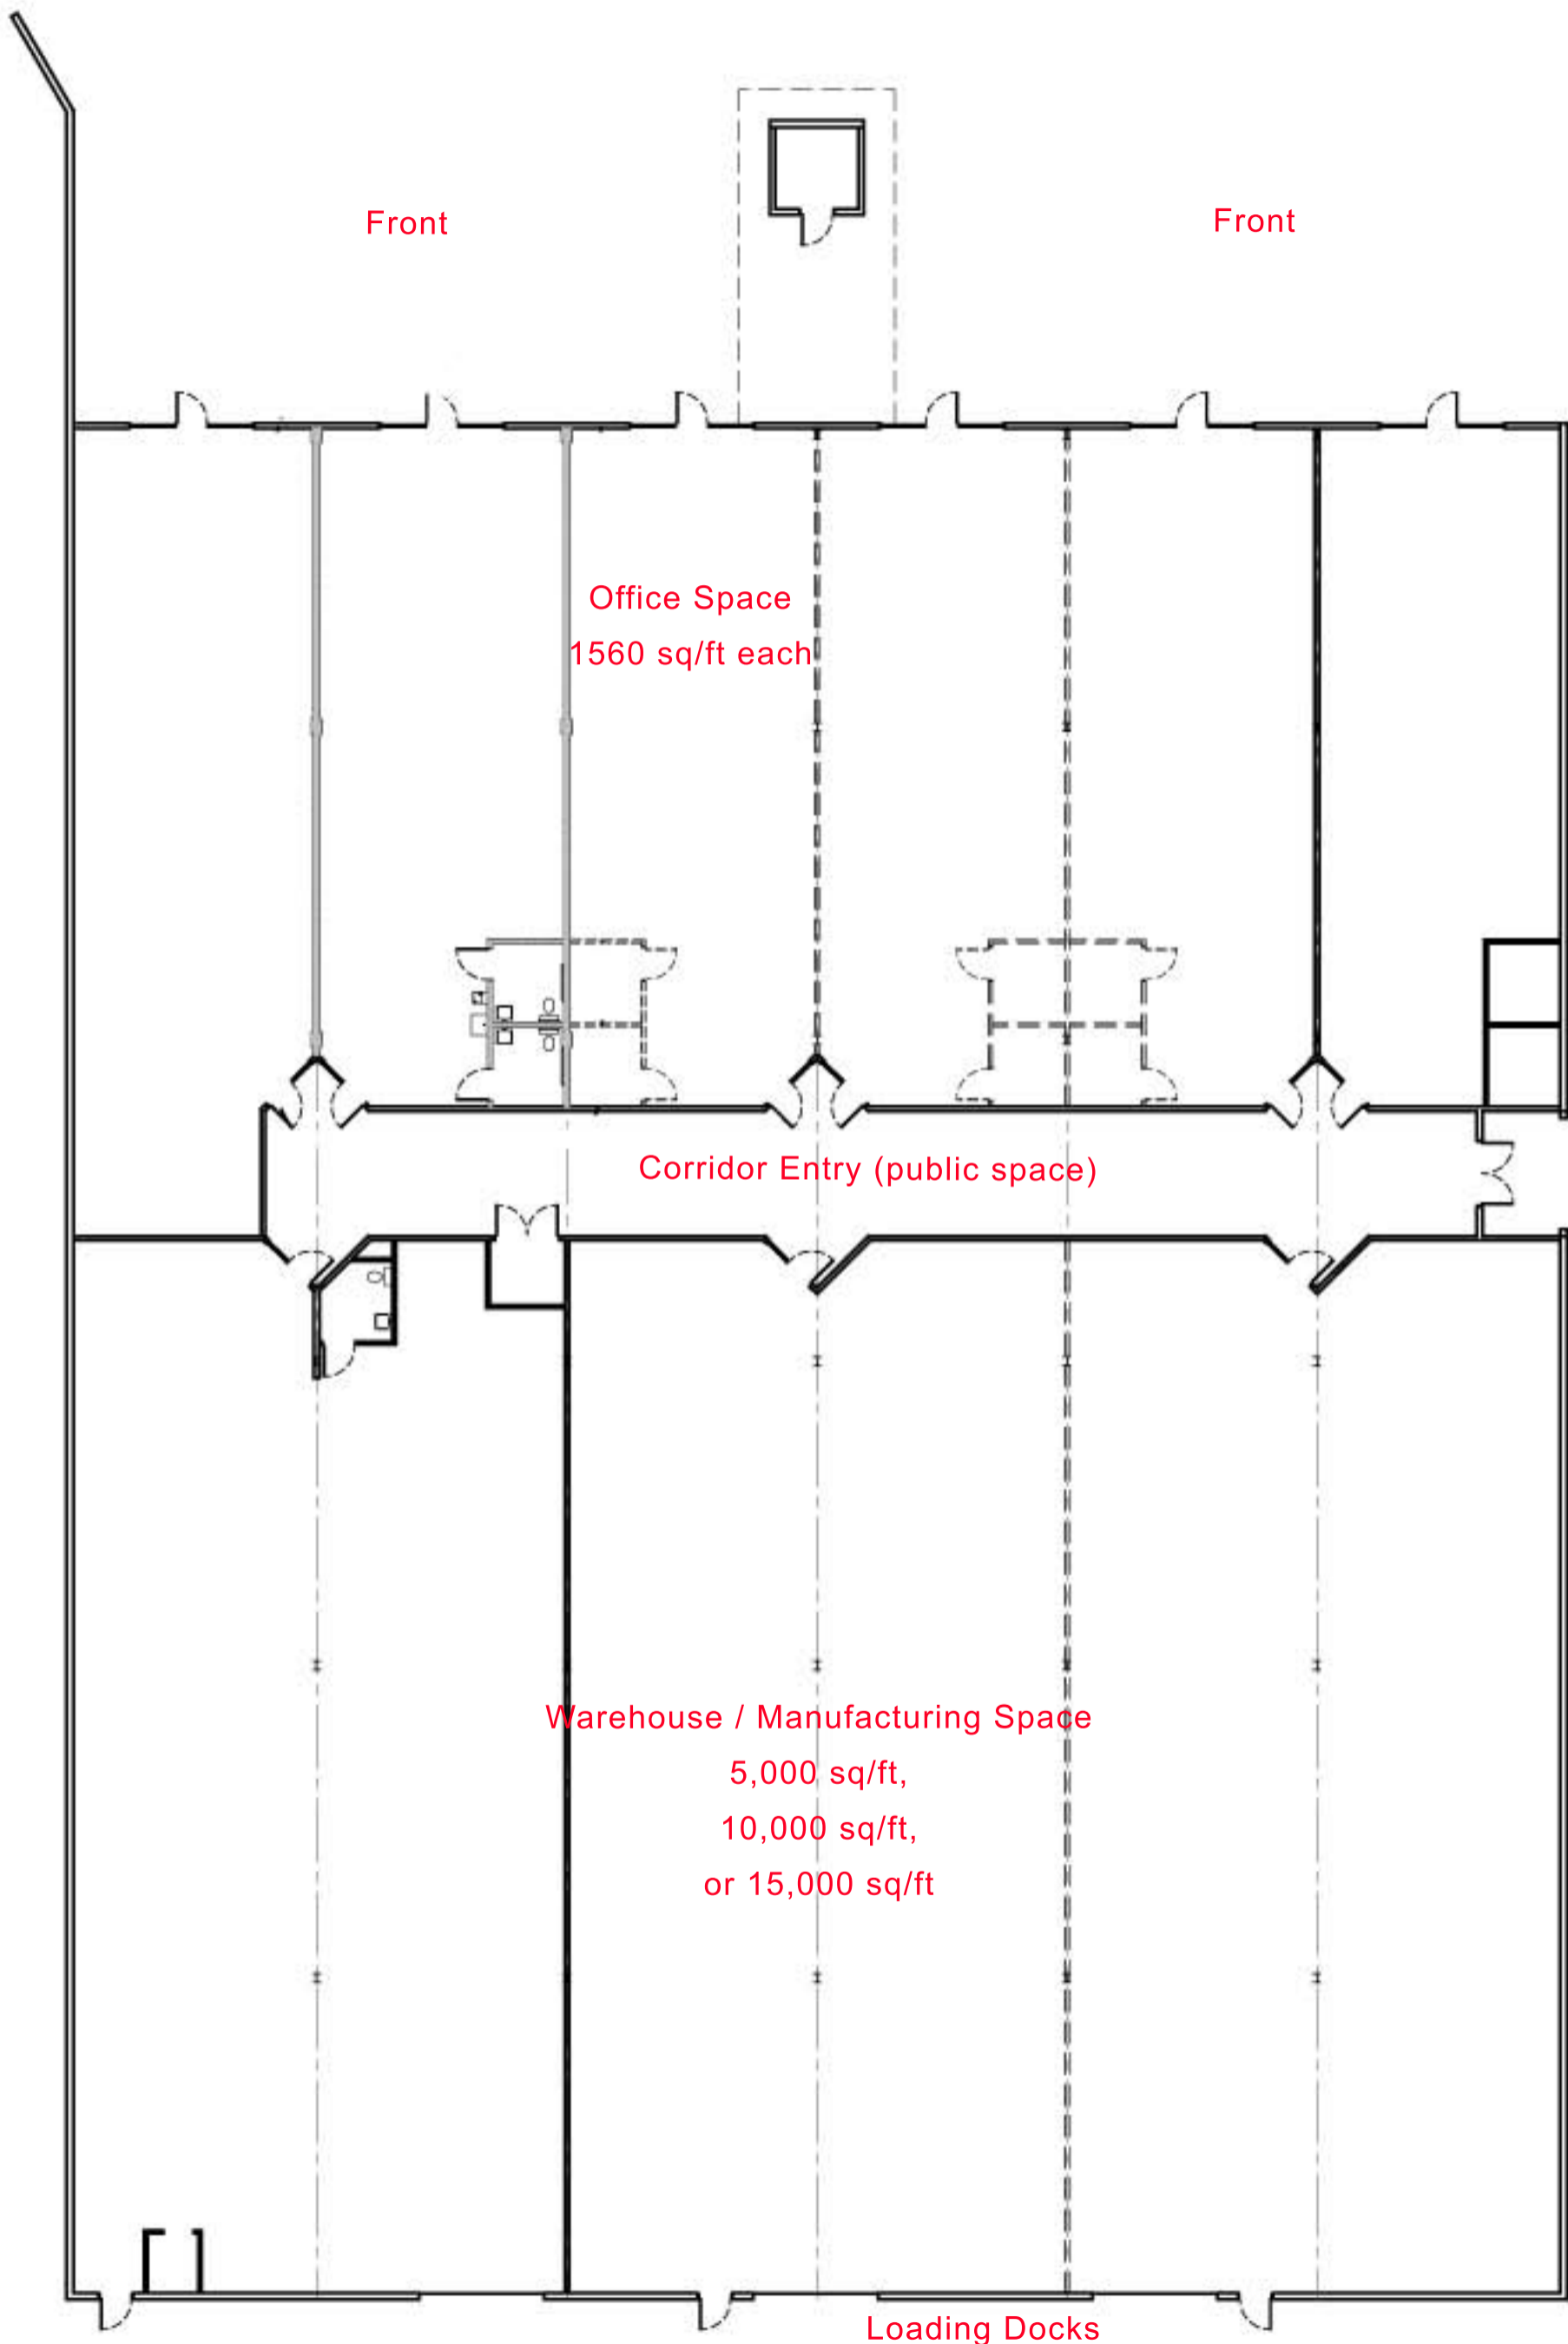 Front
Front
Office Space
1560 sq/ft each
Corridor Entry (public space)
Warehouse / Manufacturing Space
5,000 sq/ft,
10,000 sq/ft,
or 15,000 sq/ft
Loading Docks